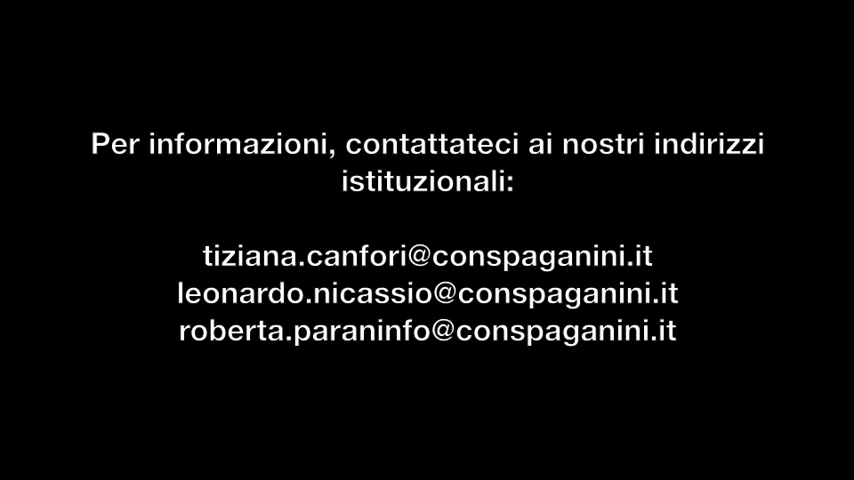 Per informazioni, contattateci ai nostri indirizzi
istituzionali:
tiziana.canfori@conspaganini.it
leonardo.nicassio@conspaganini.it
roberta.paraninfo@conspaganini.it